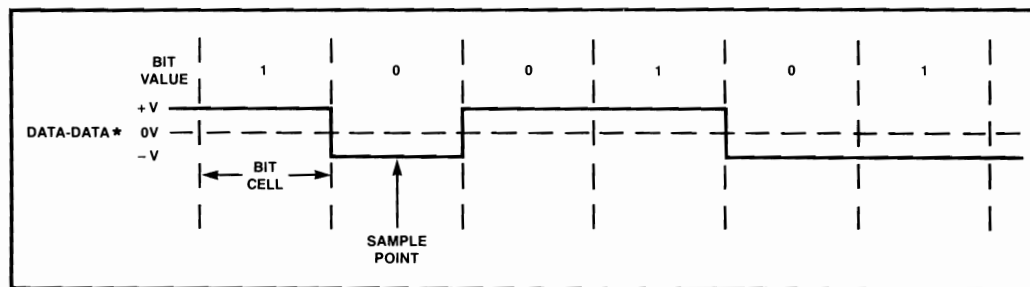 BIT
VALUE
1 0 0 1 0 1
+V
DATA-DATA* 0V
–V
BIT
CELL
SAMPLE
POINT